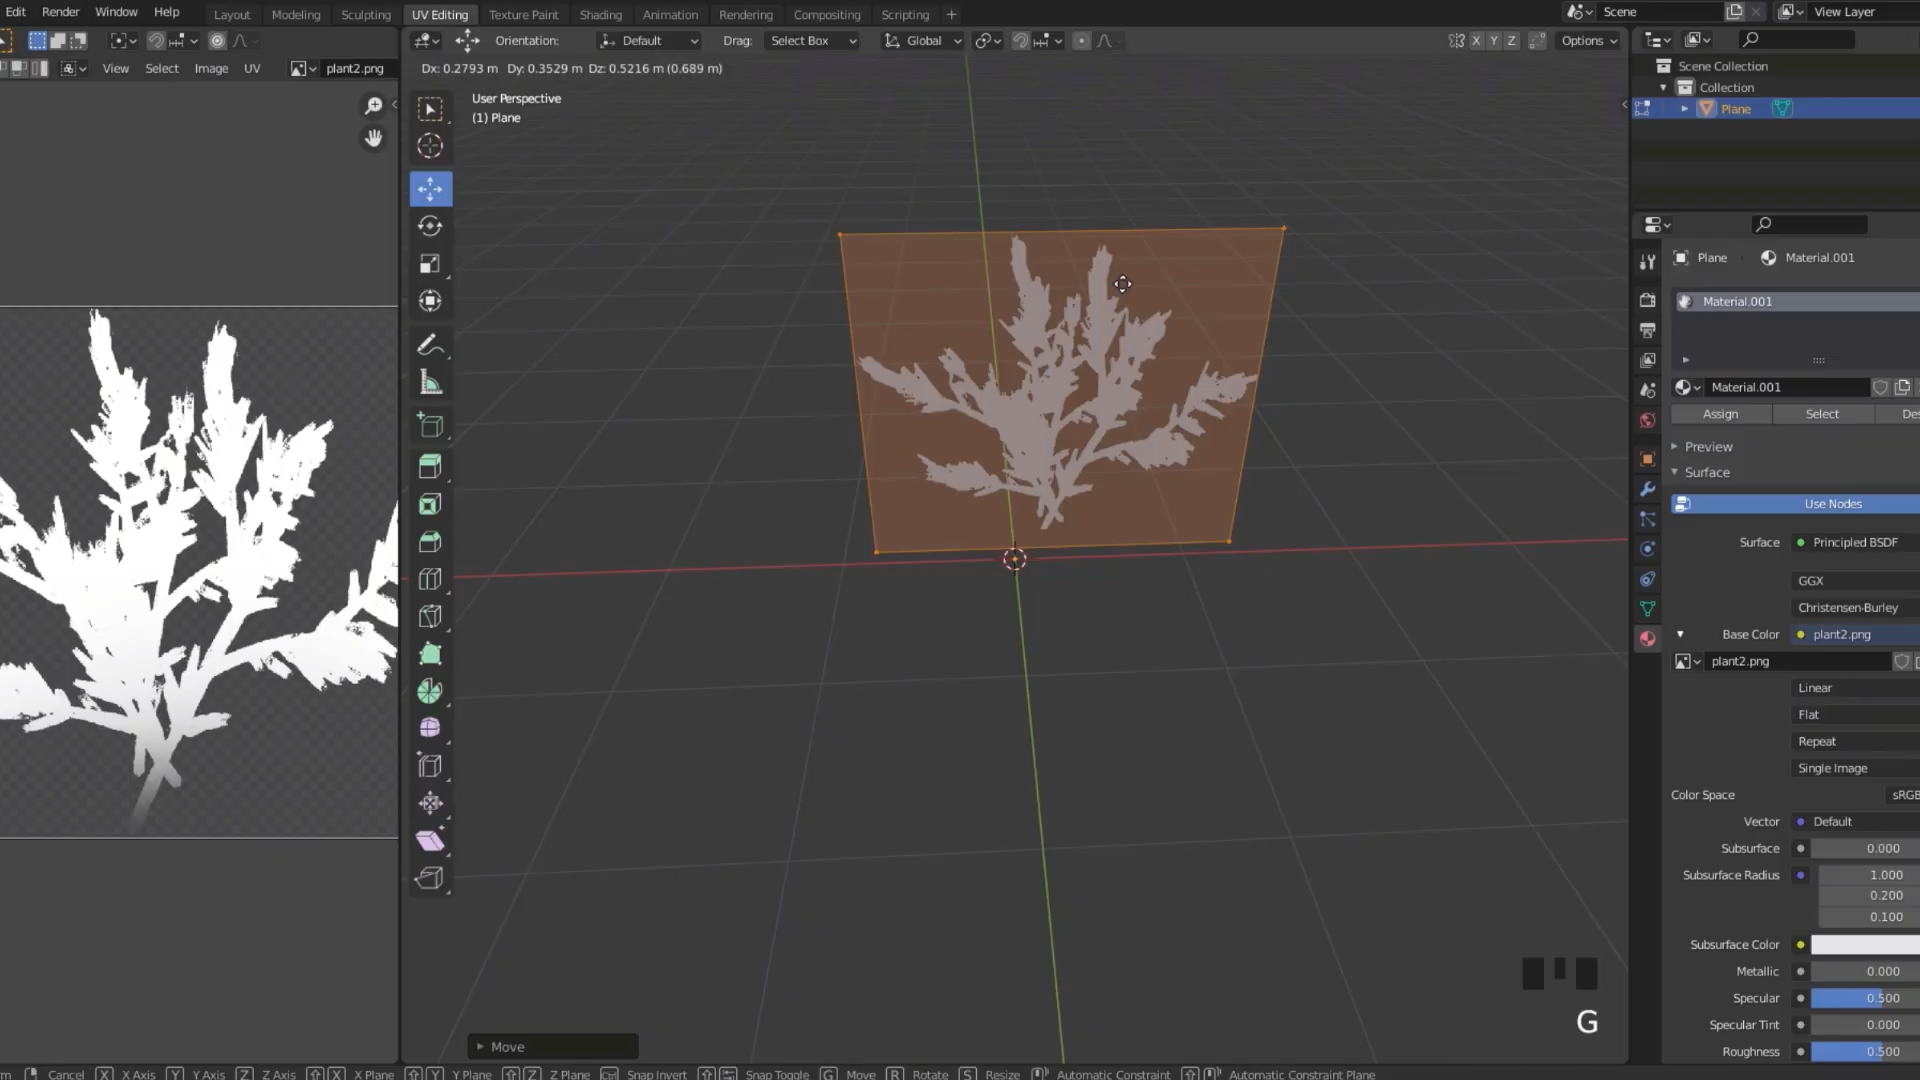 Edit Render Window Help Layout Modeling Sculpting UV Editing Texture Paint Shading Animation Rendering Compositing Scripting + Scene View Layer
Orientation: Default Drag: Select Box Global X Y Z Options
View Select Image UV plant2.png Dx: 0.2793 m Dy: 0.3529 m Dz: 0.5216 m (0.689 m)
User Perspective
(1) Plane
Scene Collection
Collection
Plane
Plane Material.001
Material.001
Material.001
Assign Select Des
Preview
Surface
Use Nodes
Surface Principled BSDF
GGX
Christensen-Burley
Base Color plant2.png
plant2.png
Linear
Flat
Repeat
Single Image
Color Space sRGB
Vector Default
Subsurface 0.000
Subsurface Radius 1.000
0.200
0.100
Subsurface Color
Metallic 0.000
Specular 0.500
Specular Tint 0.000
Roughness 0.500
G
Move
rm Cancel X X Axis Y Y Axis Z Z Axis X X Plane Y Y Plane Z Z Plane Ctrl Snap Invert Snap Toggle G Move R Rotate S Resize Automatic Constraint Automatic Constraint Plane